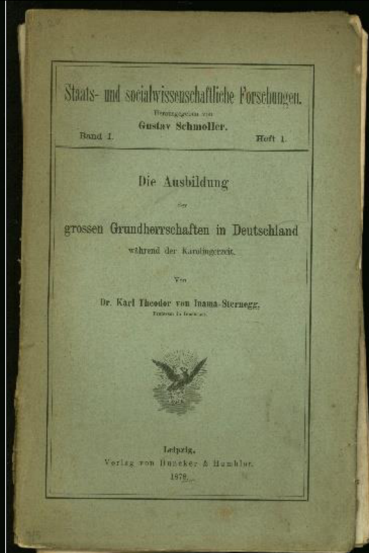 Staats- und socialwissenschaftliche Forschungen.
Herausgegeben von
Gustav Schmoller.
Band I. Heft 1.
Die Ausbildung
der
grossen Grundherrschaften in Deutschland
während der Karolingerzeit.
Von
Dr. Karl Theodor von Inama-Sternegg,
Leipzig,
Verlag von Duncker & Humblot.
1878.